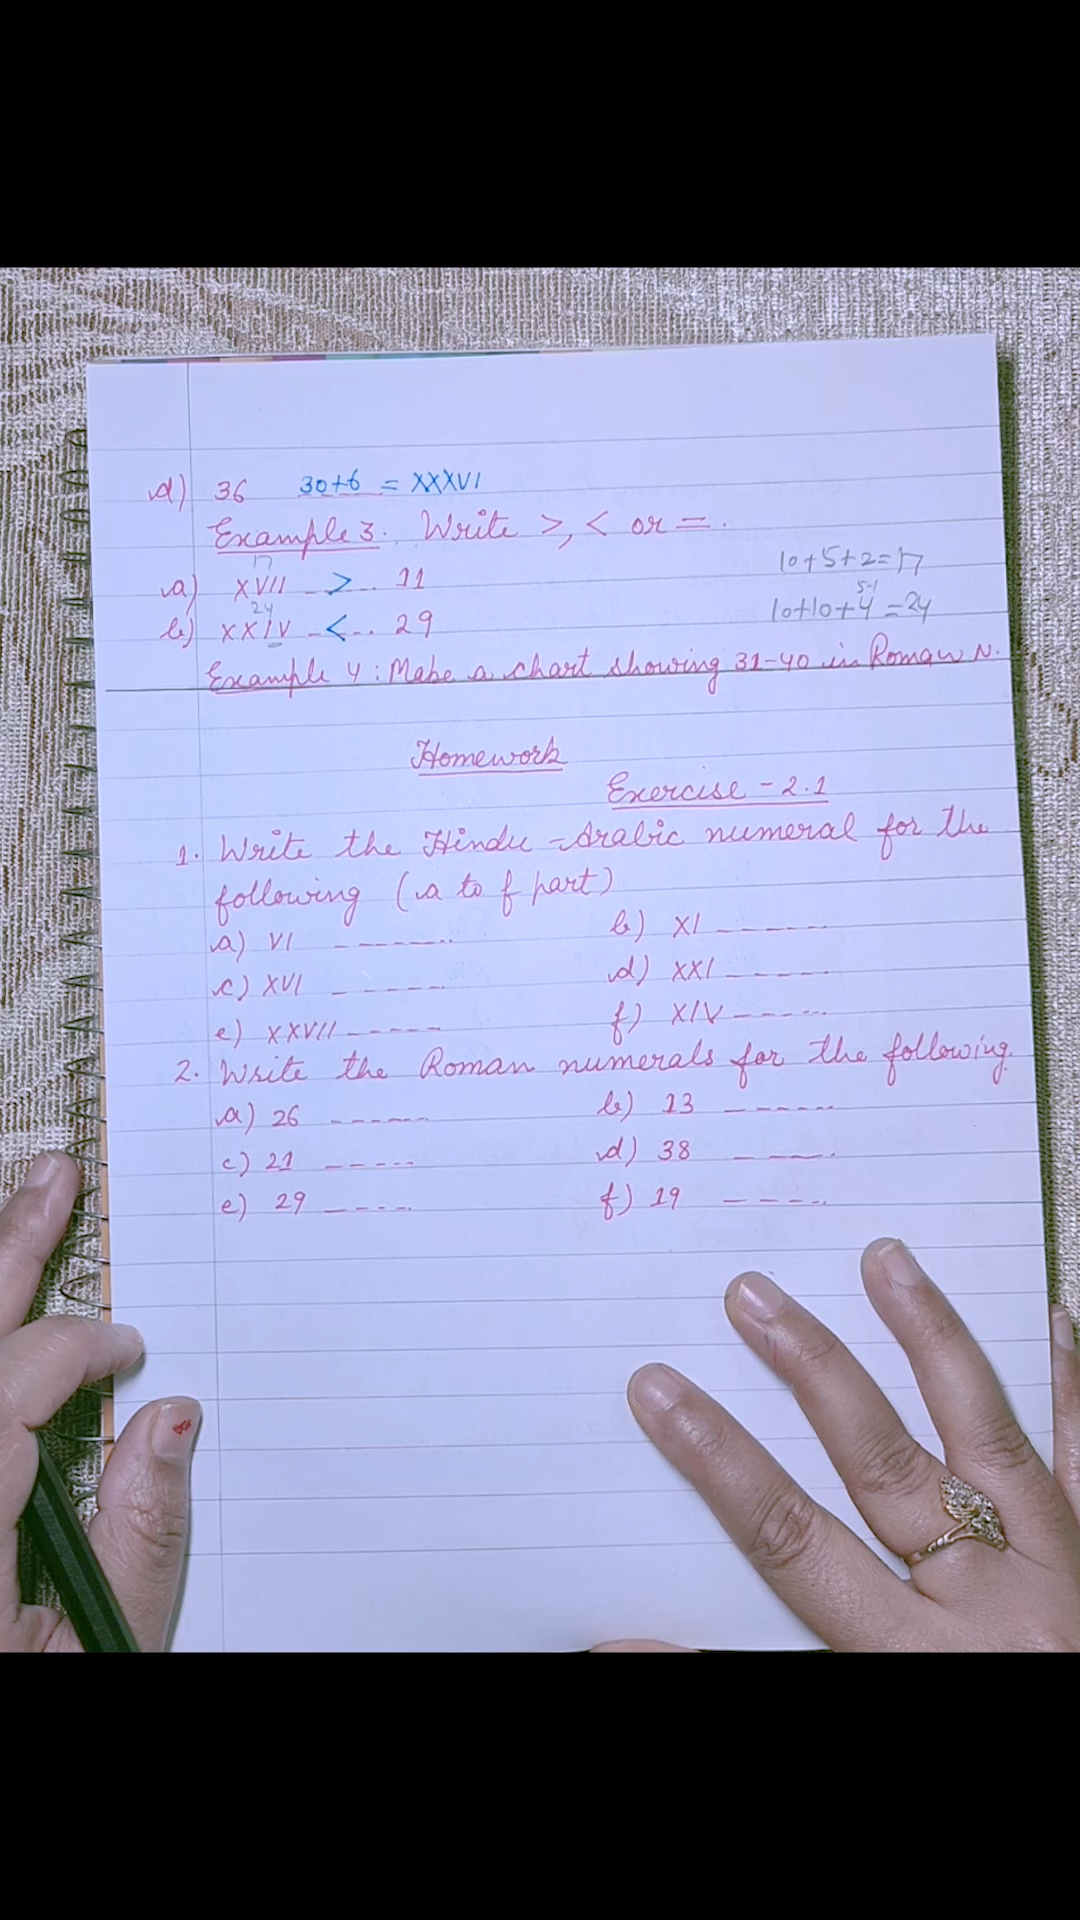 d) 36 30+6 = XXXVI
Example 3. Write >, < or =.
17
a) XVII > 11 10+5+2=17
24 5-1
b) XXIV < 29 10+10+4=24
Example 4: Make a chart showing 31-40 in Roman N.
Homework
Exercise - 2.1
1. Write the Hindu-Arabic numeral for the
following (a to f part)
a) VI ------- b) XI ------
c) XVI ------ d) XXI ------
e) XXVII ----- f) XIV -----
2. Write the Roman numerals for the following.
a) 26 ------ b) 13 ------
c) 21 ----- d) 38 ----
e) 29 ----- f) 19 -----